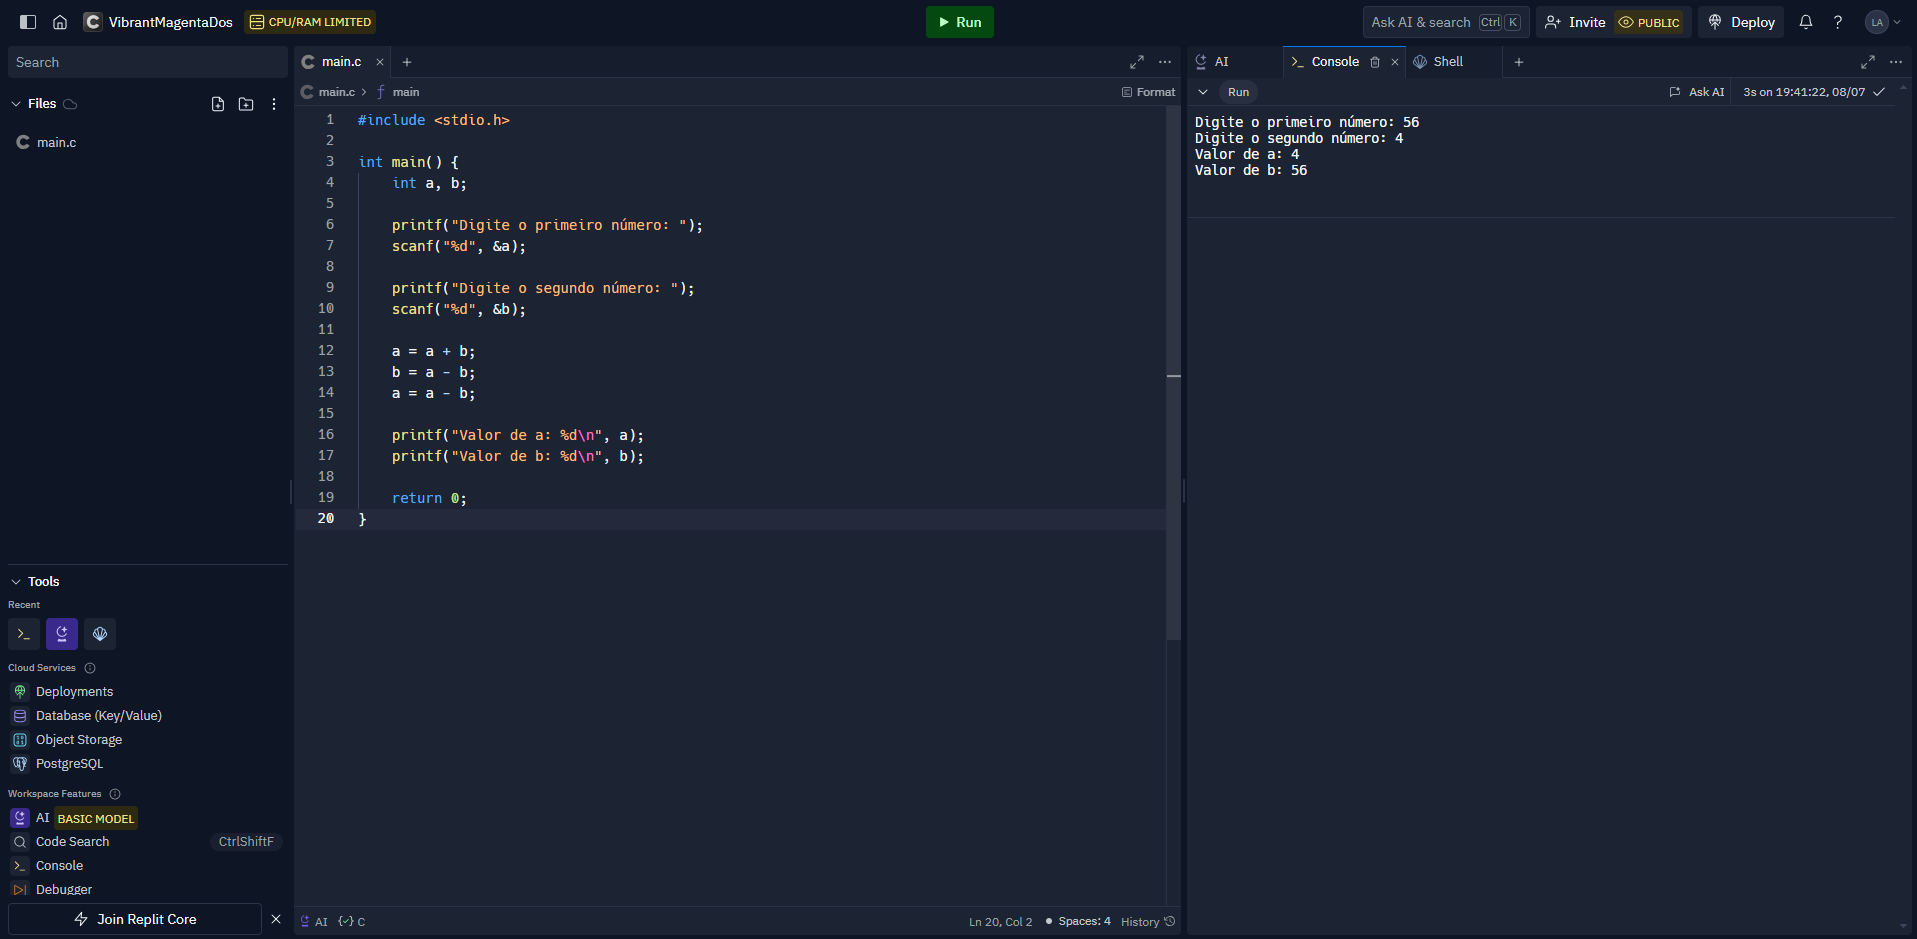 VibrantMagentaDos CPU/RAM LIMITED Run Ask AI & search Ctrl K Invite PUBLIC Deploy ? LA
Search
Files
main.c
Tools
Recent
Cloud Services
Deployments
Database (Key/Value)
Object Storage
PostgreSQL
Workspace Features
AI BASIC MODEL
Code Search CtrlShiftF
Console
Debugger
Join Replit Core
main.c
main.c > ƒ main Format
1 #include <stdio.h>
2
3 int main() {
4     int a, b;
5
6     printf("Digite o primeiro número: ");
7     scanf("%d", &a);
8
9     printf("Digite o segundo número: ");
10     scanf("%d", &b);
11
12     a = a + b;
13     b = a - b;
14     a = a - b;
15
16     printf("Valor de a: %d\n", a);
17     printf("Valor de b: %d\n", b);
18
19     return 0;
20 }
AI C Ln 20, Col 2 Spaces: 4 History
AI Console Shell
Run Ask AI 3s on 19:41:22, 08/07
Digite o primeiro número: 56
Digite o segundo número: 4
Valor de a: 4
Valor de b: 56